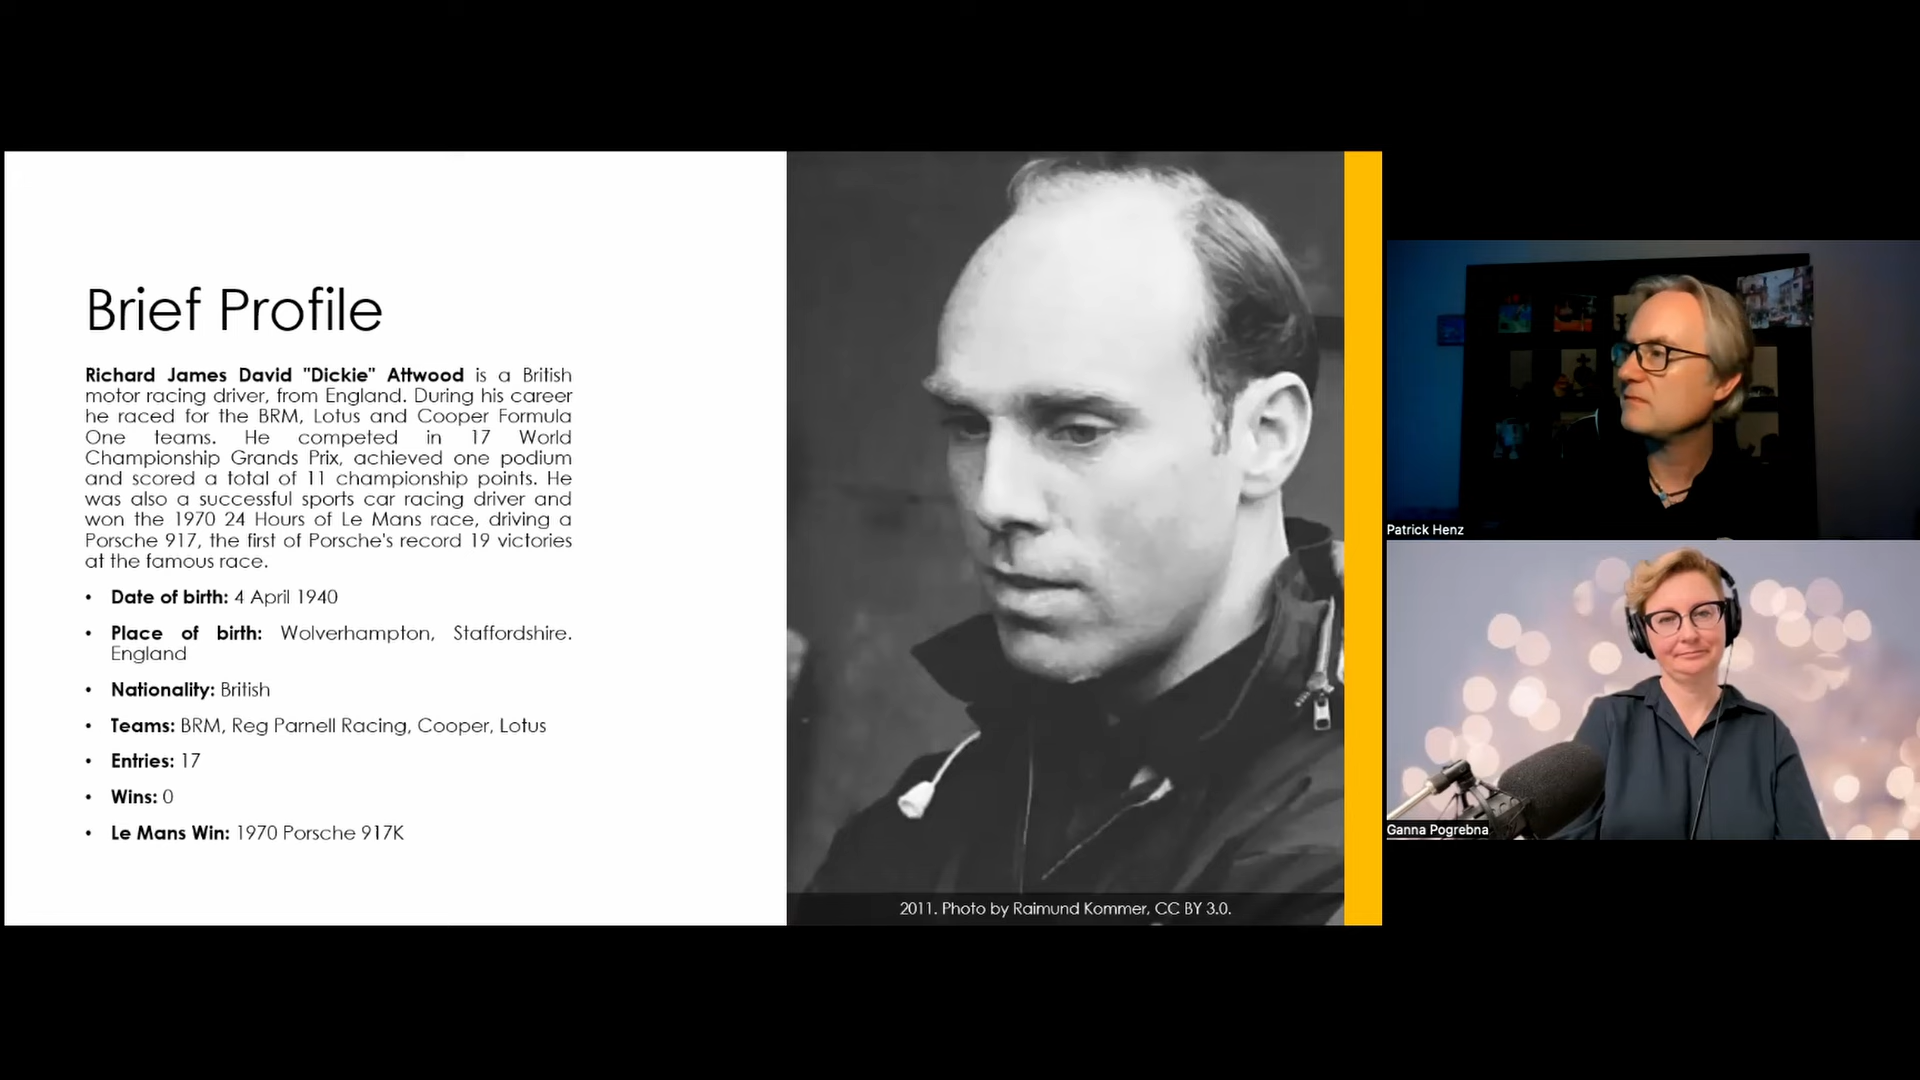 Brief Profile
Richard James David "Dickie" Attwood is a British
motor racing driver, from England. During his career
he raced for the BRM, Lotus and Cooper Formula
One teams. He competed in 17 World
Championship Grands Prix, achieved one podium
and scored a total of 11 championship points. He
was also a successful sports car racing driver and
won the 1970 24 Hours of Le Mans race, driving a
Porsche 917, the first of Porsche's record 19 victories
at the famous race.
• Date of birth: 4 April 1940
• Place of birth: Wolverhampton, Staffordshire.
England
• Nationality: British
• Teams: BRM, Reg Parnell Racing, Cooper, Lotus
• Entries: 17
• Wins: 0
• Le Mans Win: 1970 Porsche 917K
2011. Photo by Raimund Kommer, CC BY 3.0.
Patrick Henz
Ganna Pogrebna